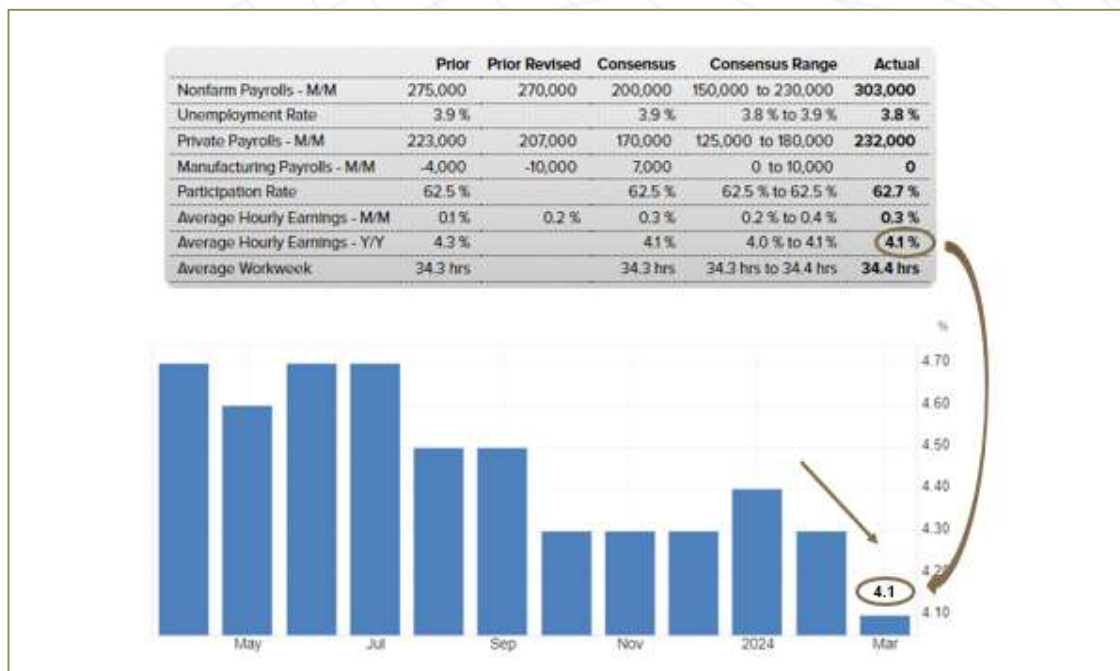 Prior Prior Revised Consensus Consensus Range Actual
Nonfarm Payrolls - M/M 275,000 270,000 200,000 150,000 to 230,000 303,000
Unemployment Rate 3.9 % 3.9 % 3.8 % to 3.9 % 3.8 %
Private Payrolls - M/M 223,000 207,000 170,000 125,000 to 180,000 232,000
Manufacturing Payrolls - M/M -4,000 -10,000 7,000 0 to 10,000 0
Participation Rate 62.5 % 62.5 % 62.5 % to 62.5 % 62.7 %
Average Hourly Earnings - M/M 0.1 % 0.2 % 0.3 % 0.2 % to 0.4 % 0.3 %
Average Hourly Earnings - Y/Y 4.3 % 4.1 % 4.0 % to 4.1 % 4.1 %
Average Workweek 34.3 hrs 34.3 hrs 34.3 hrs to 34.4 hrs 34.4 hrs
%
4.70
4.60
4.50
4.40
4.30
4.20
4.1
4.10
May Jul Sep Nov 2024 Mar